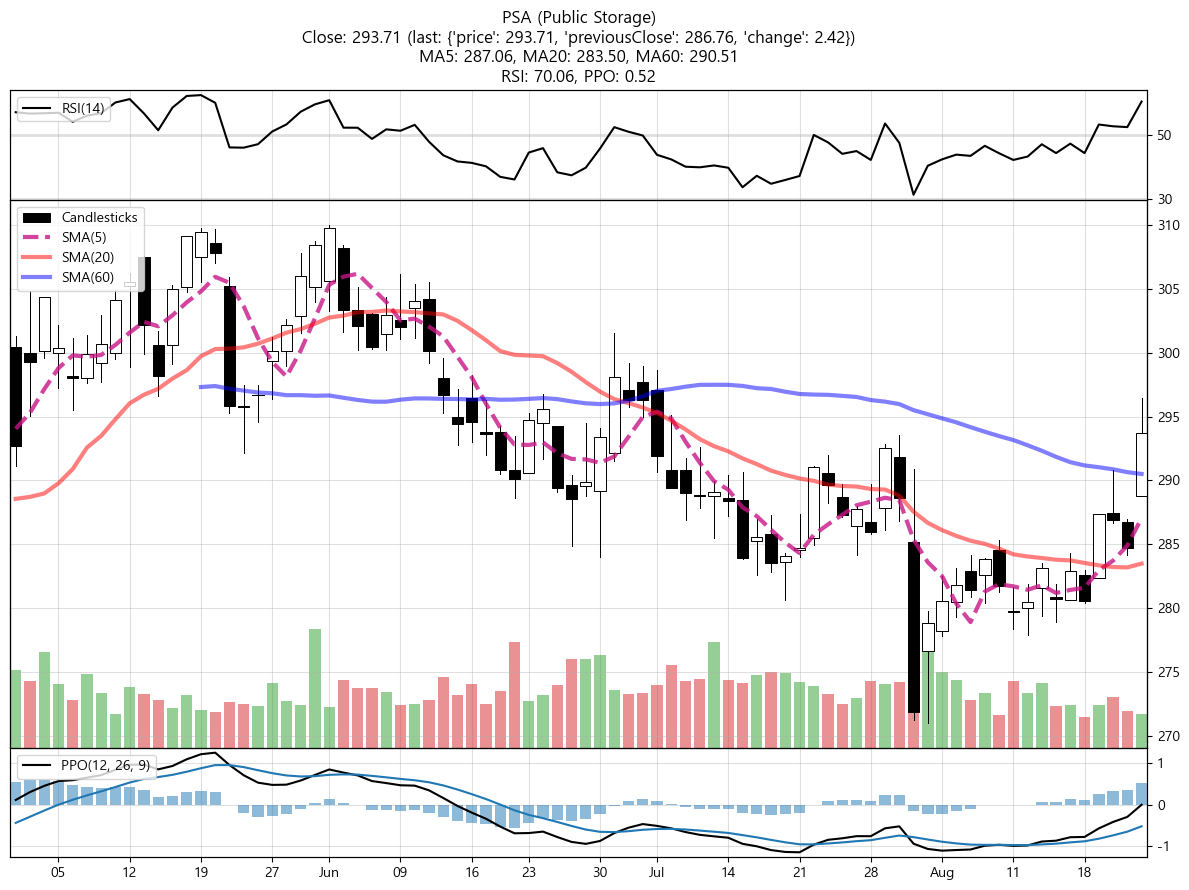 PSA (Public Storage)
Close: 293.71 (last: {'price': 293.71, 'previousClose': 286.76, 'change': 2.42})
MA5: 287.06, MA20: 283.50, MA60: 290.51
RSI: 70.06, PPO: 0.52
RSI(14)
50
30
Candlesticks
SMA(5)
SMA(20)
SMA(60)
310
305
300
295
290
285
280
275
270
PPO(12, 26, 9)
1
0
-1
05 12 19 27 Jun 09 16 23 30 Jul 14 21 28 Aug 11 18